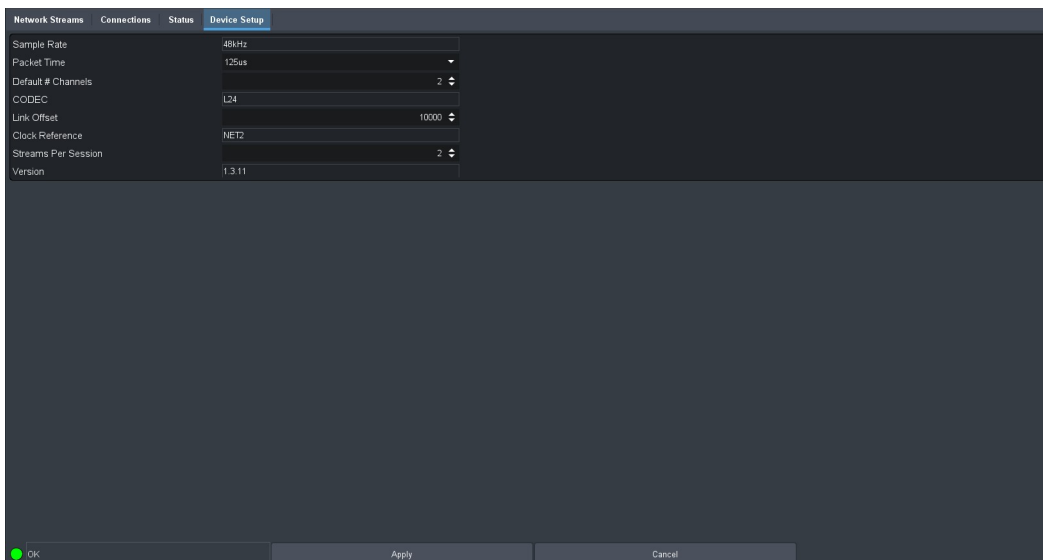 Network Streams Connections Status Device Setup
Sample Rate 48kHz
Packet Time 125us
Default # Channels 2
CODEC L24
Link Offset 10000
Clock Reference NET2
Streams Per Session 2
Version 1.3.11
OK Apply Cancel